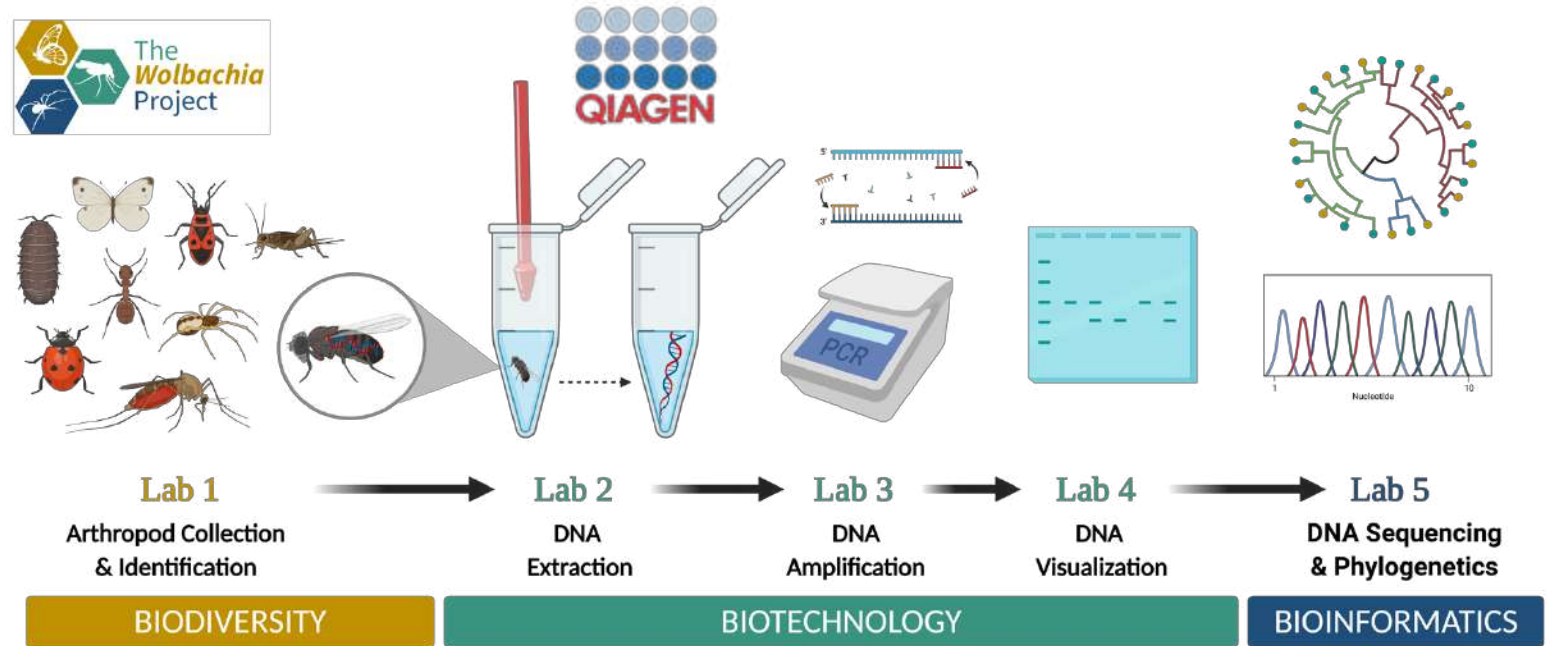 The
Wolbachia
Project
QIAGEN
5'
3'
PCR
1
10
Nucleotide
Lab 1
Lab 2
Lab 3
Lab 4
Lab 5
Arthropod Collection
& Identification
DNA
Extraction
DNA
Amplification
DNA
Visualization
DNA Sequencing
& Phylogenetics
BIODIVERSITY
BIOTECHNOLOGY
BIOINFORMATICS